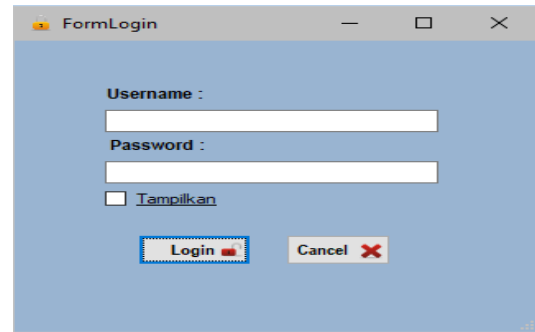 FormLogin
Username :
Password :
Tampilkan
Login
Cancel